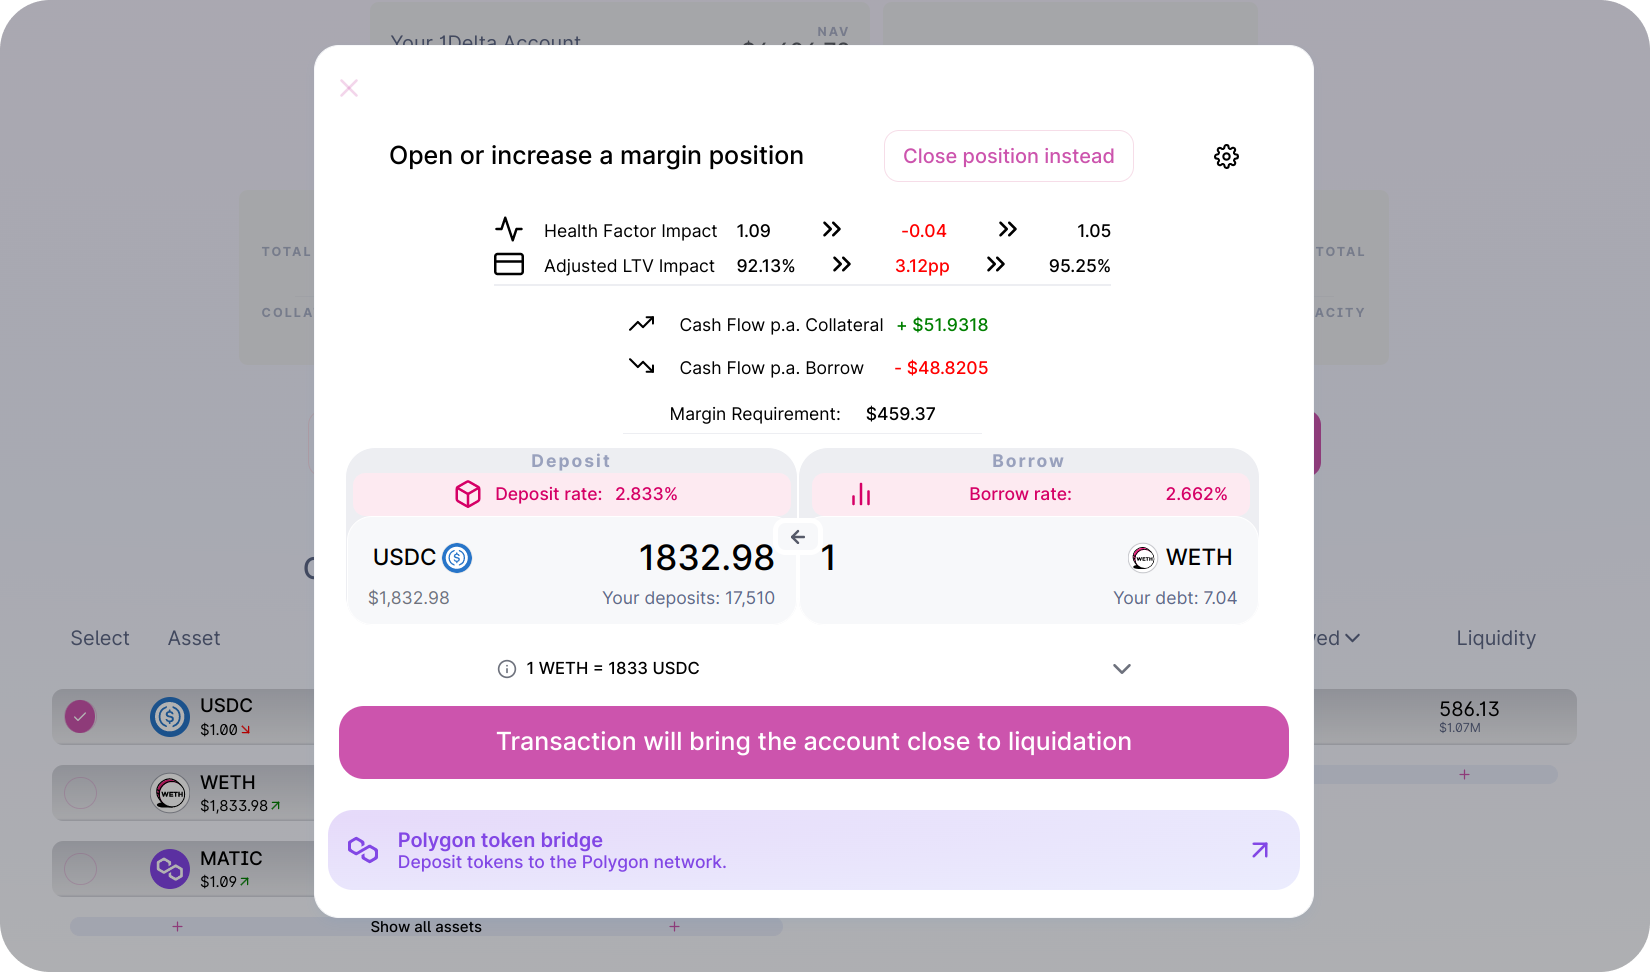 Your 1Delta Account
NAV
Open or increase a margin position
Close position instead
Health Factor Impact 1.09 -0.04 1.05
Adjusted LTV Impact 92.13% 3.12pp 95.25%
TOTAL
TOTAL
COLLA
ACITY
Cash Flow p.a. Collateral + $51.9318
Cash Flow p.a. Borrow - $48.8205
Margin Requirement: $459.37
Deposit
Deposit rate: 2.833%
USDC 1832.98
$1,832.98 Your deposits: 17,510
Borrow
Borrow rate: 2.662%
1 WETH
Your debt: 7.04
Select Asset
ved Liquidity
1 WETH = 1833 USDC
USDC
$1.00
586.13
$1.07M
Transaction will bring the account close to liquidation
WETH
$1,833.98
Polygon token bridge
Deposit tokens to the Polygon network.
MATIC
$1.09
+ Show all assets +
+